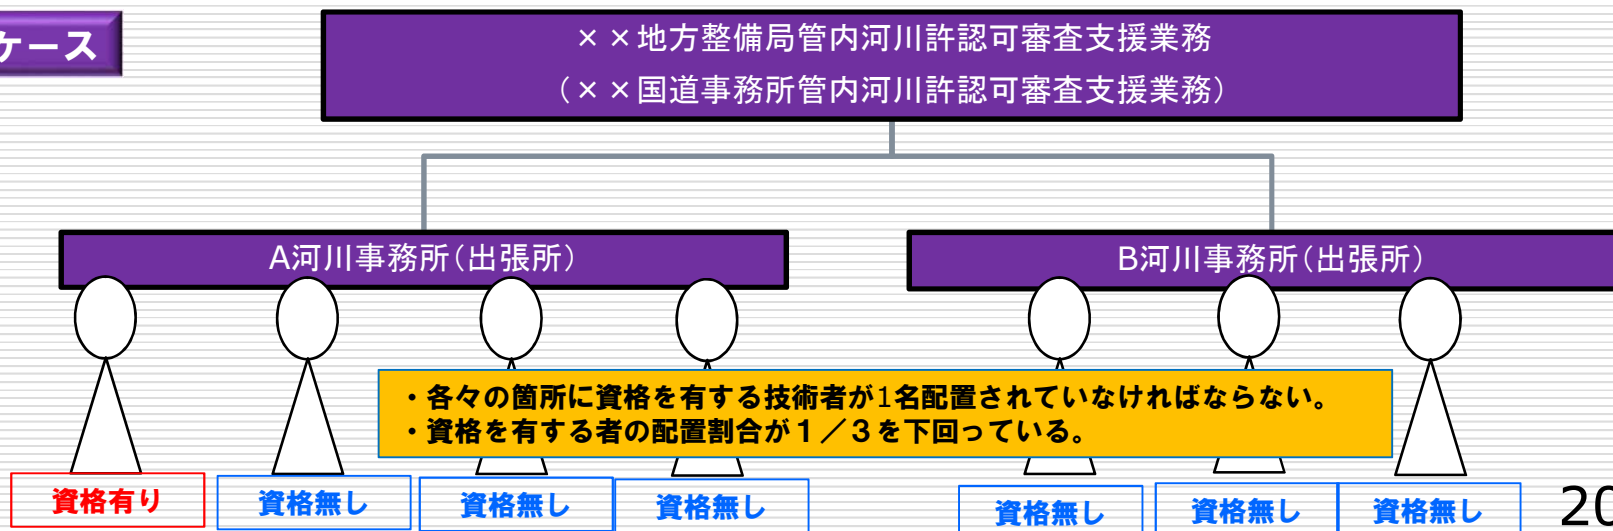 ケース
××地方整備局管内河川許認可審査支援業務
(××国道事務所管内河川許認可審査支援業務)
A河川事務所(出張所)
B河川事務所(出張所)
・各々の箇所に資格を有する技術者が1名配置されていなければならない。
・資格を有する者の配置割合が１／３を下回っている。
資格有り
資格無し
資格無し
資格無し
資格無し
資格無し
資格無し
20